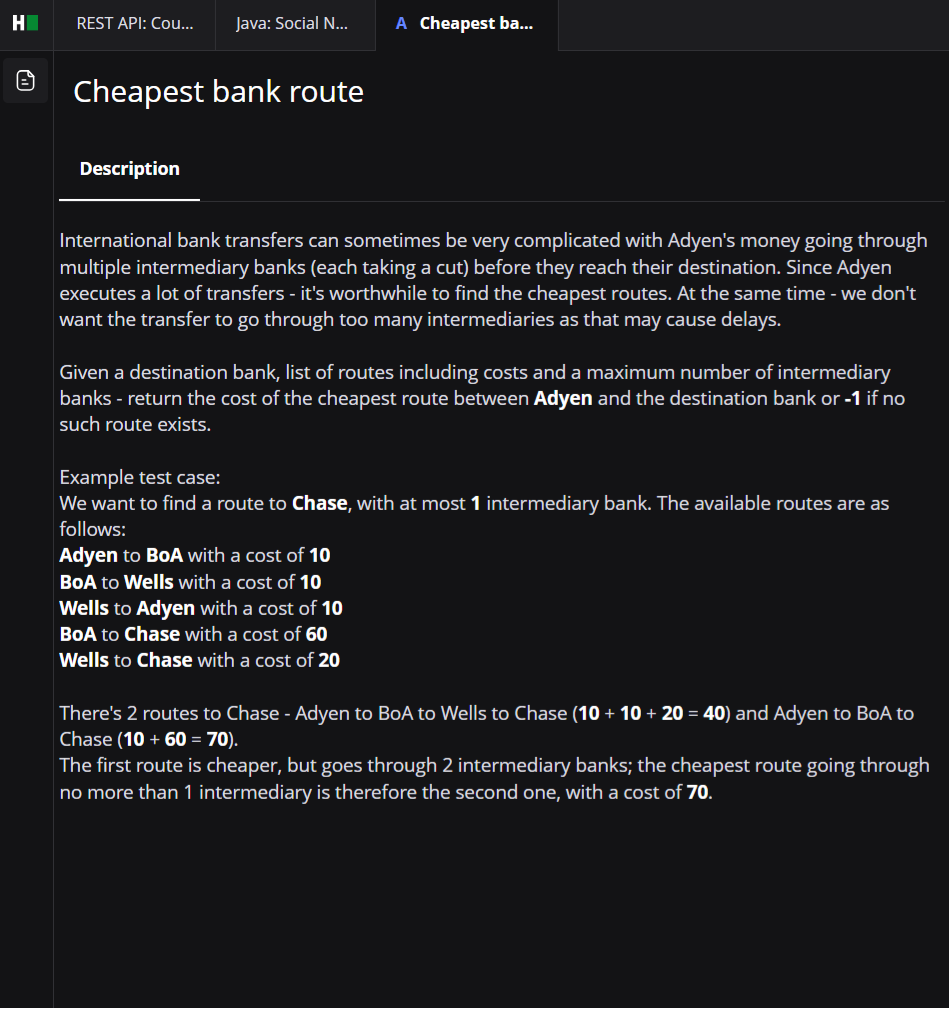 H
REST API: Cou...
Java: Social N...
A Cheapest ba...
Cheapest bank route
Description
International bank transfers can sometimes be very complicated with Adyen's money going through
multiple intermediary banks (each taking a cut) before they reach their destination. Since Adyen
executes a lot of transfers - it's worthwhile to find the cheapest routes. At the same time - we don't
want the transfer to go through too many intermediaries as that may cause delays.
Given a destination bank, list of routes including costs and a maximum number of intermediary
banks - return the cost of the cheapest route between Adyen and the destination bank or -1 if no
such route exists.
Example test case:
We want to find a route to Chase, with at most 1 intermediary bank. The available routes are as
follows:
Adyen to BoA with a cost of 10
BoA to Wells with a cost of 10
Wells to Adyen with a cost of 10
BoA to Chase with a cost of 60
Wells to Chase with a cost of 20
There's 2 routes to Chase - Adyen to BoA to Wells to Chase (10 + 10 + 20 = 40) and Adyen to BoA to
Chase (10 + 60 = 70).
The first route is cheaper, but goes through 2 intermediary banks; the cheapest route going through
no more than 1 intermediary is therefore the second one, with a cost of 70.